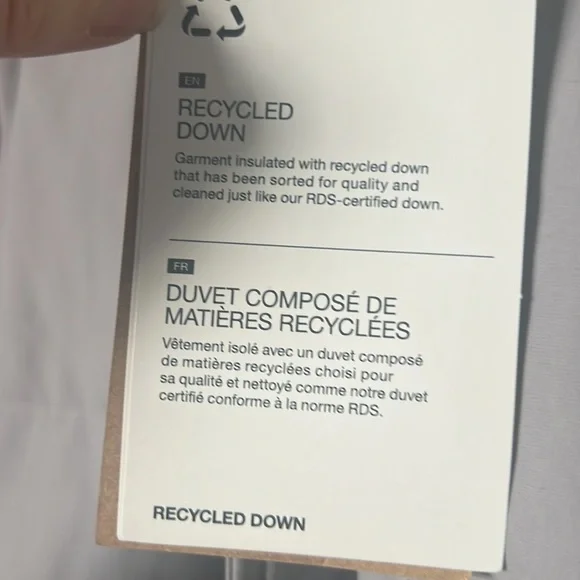 EN
RECYCLED
DOWN
Garment insulated with recycled down
that has been sorted for quality and
cleaned just like our RDS-certified down.
FR
DUVET COMPOSÉ DE
MATIÈRES RECYCLÉES
Vêtement isolé avec un duvet composé
de matières recyclées choisi pour
sa qualité et nettoyé comme notre duvet
certifié conforme à la norme RDS.
RECYCLED DOWN